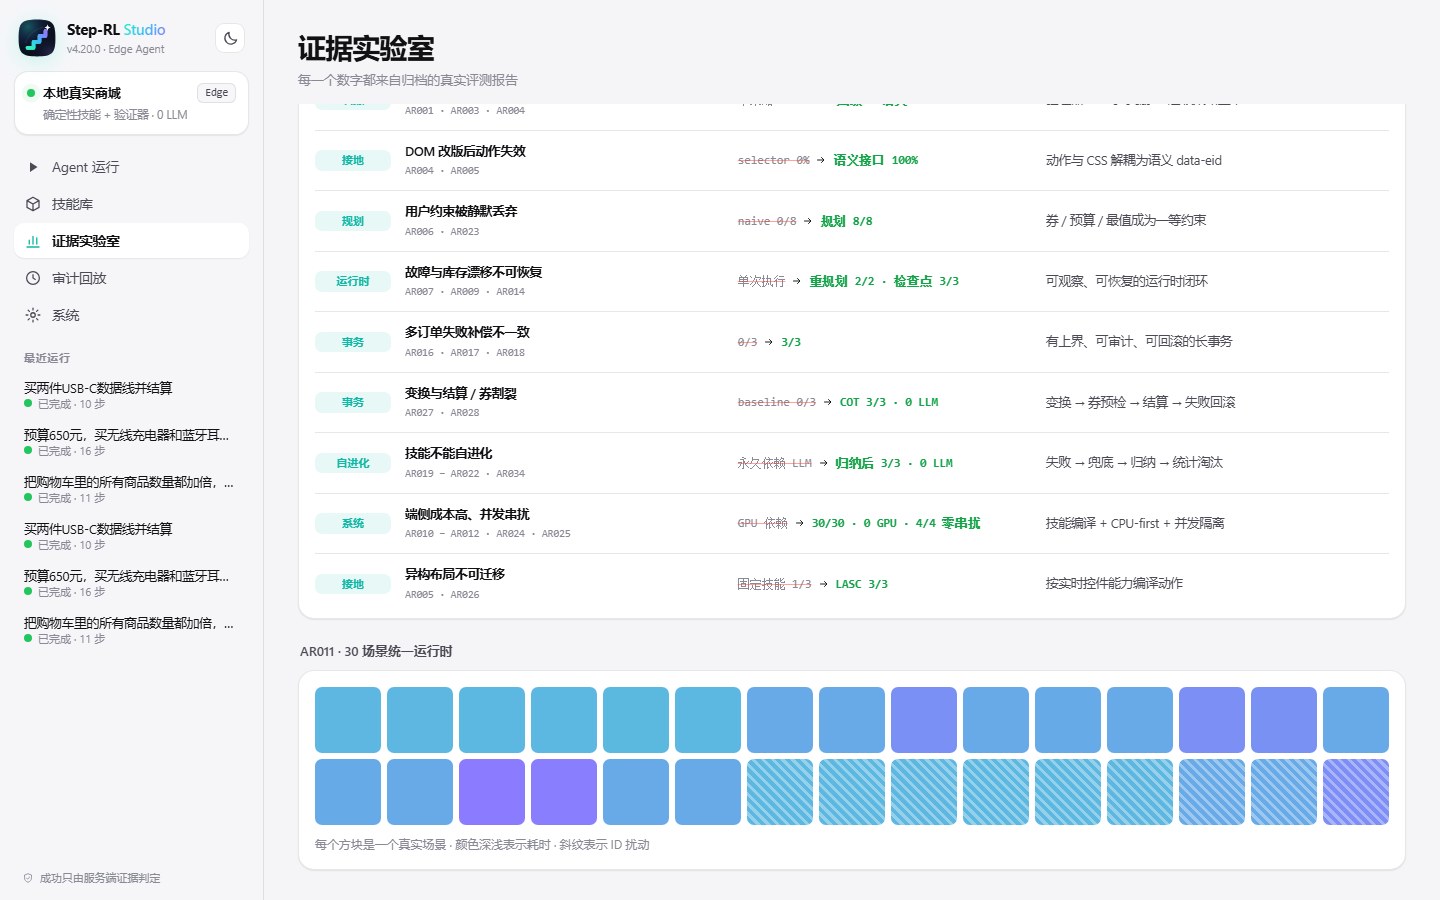 Step-RL Studio
v4.20.0 · Edge Agent
本地真实商城
Edge
确定性技能 + 验证器 · 0 LLM
Agent 运行
技能库
证据实验室
审计回放
系统
最近运行
买两件USB-C数据线并结算
已完成 · 10 步
预算650元，买无线充电器和蓝牙耳...
已完成 · 16 步
把购物车里的所有商品数量都加倍，...
已完成 · 11 步
买两件USB-C数据线并结算
已完成 · 10 步
预算650元，买无线充电器和蓝牙耳...
已完成 · 16 步
把购物车里的所有商品数量都加倍，...
已完成 · 11 步
成功只由服务端证据判定
证据实验室
每一个数字都来自归档的真实评测报告
AR001 · AR003 · AR004
接地
DOM 改版后动作失效
AR004 · AR005
selector 0% → 语义接口 100%
动作与 CSS 解耦为语义 data-eid
规划
用户约束被静默丢弃
AR006 · AR023
naive 0/8 → 规划 8/8
券 / 预算 / 最值成为一等约束
运行时
故障与库存漂移不可恢复
AR007 · AR009 · AR014
单次执行 → 重规划 2/2 · 检查点 3/3
可观察、可恢复的运行时闭环
事务
多订单失败补偿不一致
AR016 · AR017 · AR018
0/3 → 3/3
有上界、可审计、可回滚的长事务
事务
变换与结算 / 券割裂
AR027 · AR028
baseline 0/3 → COT 3/3 · 0 LLM
变换 → 券预检 → 结算 → 失败回滚
自进化
技能不能自进化
AR019 – AR022 · AR034
永久依赖 LLM → 归纳后 3/3 · 0 LLM
失败 → 兜底 → 归纳 → 统计淘汰
系统
端侧成本高、并发串扰
AR010 – AR012 · AR024 · AR025
GPU 依赖 → 30/30 · 0 GPU · 4/4 零串扰
技能编译 + CPU-first + 并发隔离
接地
异构布局不可迁移
AR005 · AR026
固定技能 1/3 → LASC 3/3
按实时控件能力编译动作
AR011 · 30 场景统一运行时
每个方块是一个真实场景 · 颜色深浅表示耗时 · 斜纹表示 ID 扰动